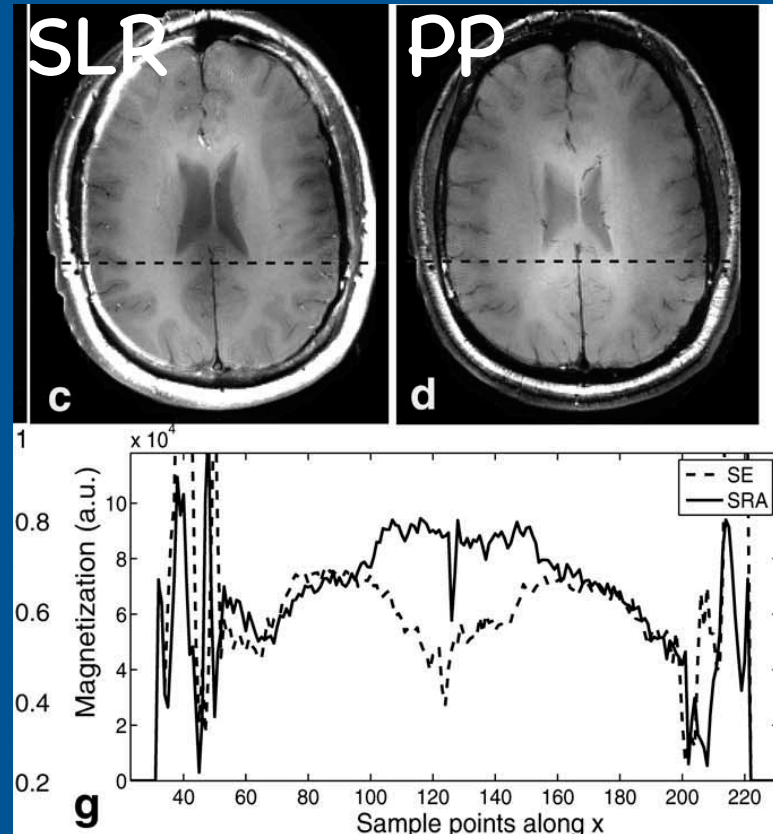 SLR
PP
c
d
1
0.8
0.6
0.4
0.2
x 10⁴
Magnetization (a.u.)
10
8
6
4
2
0
SE
SRA
40 60 80 100 120 140 160 180 200 220
g
Sample points along x